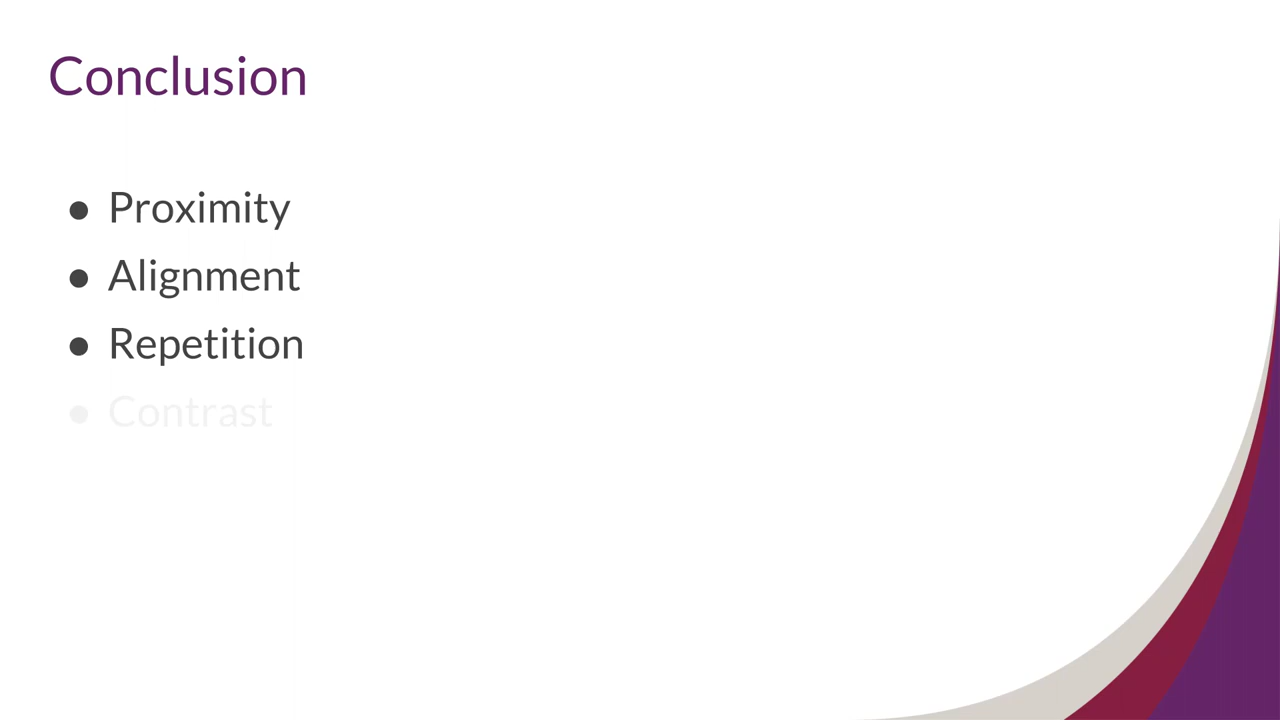 Conclusion
● Proximity
● Alignment
● Repetition
● Contrast